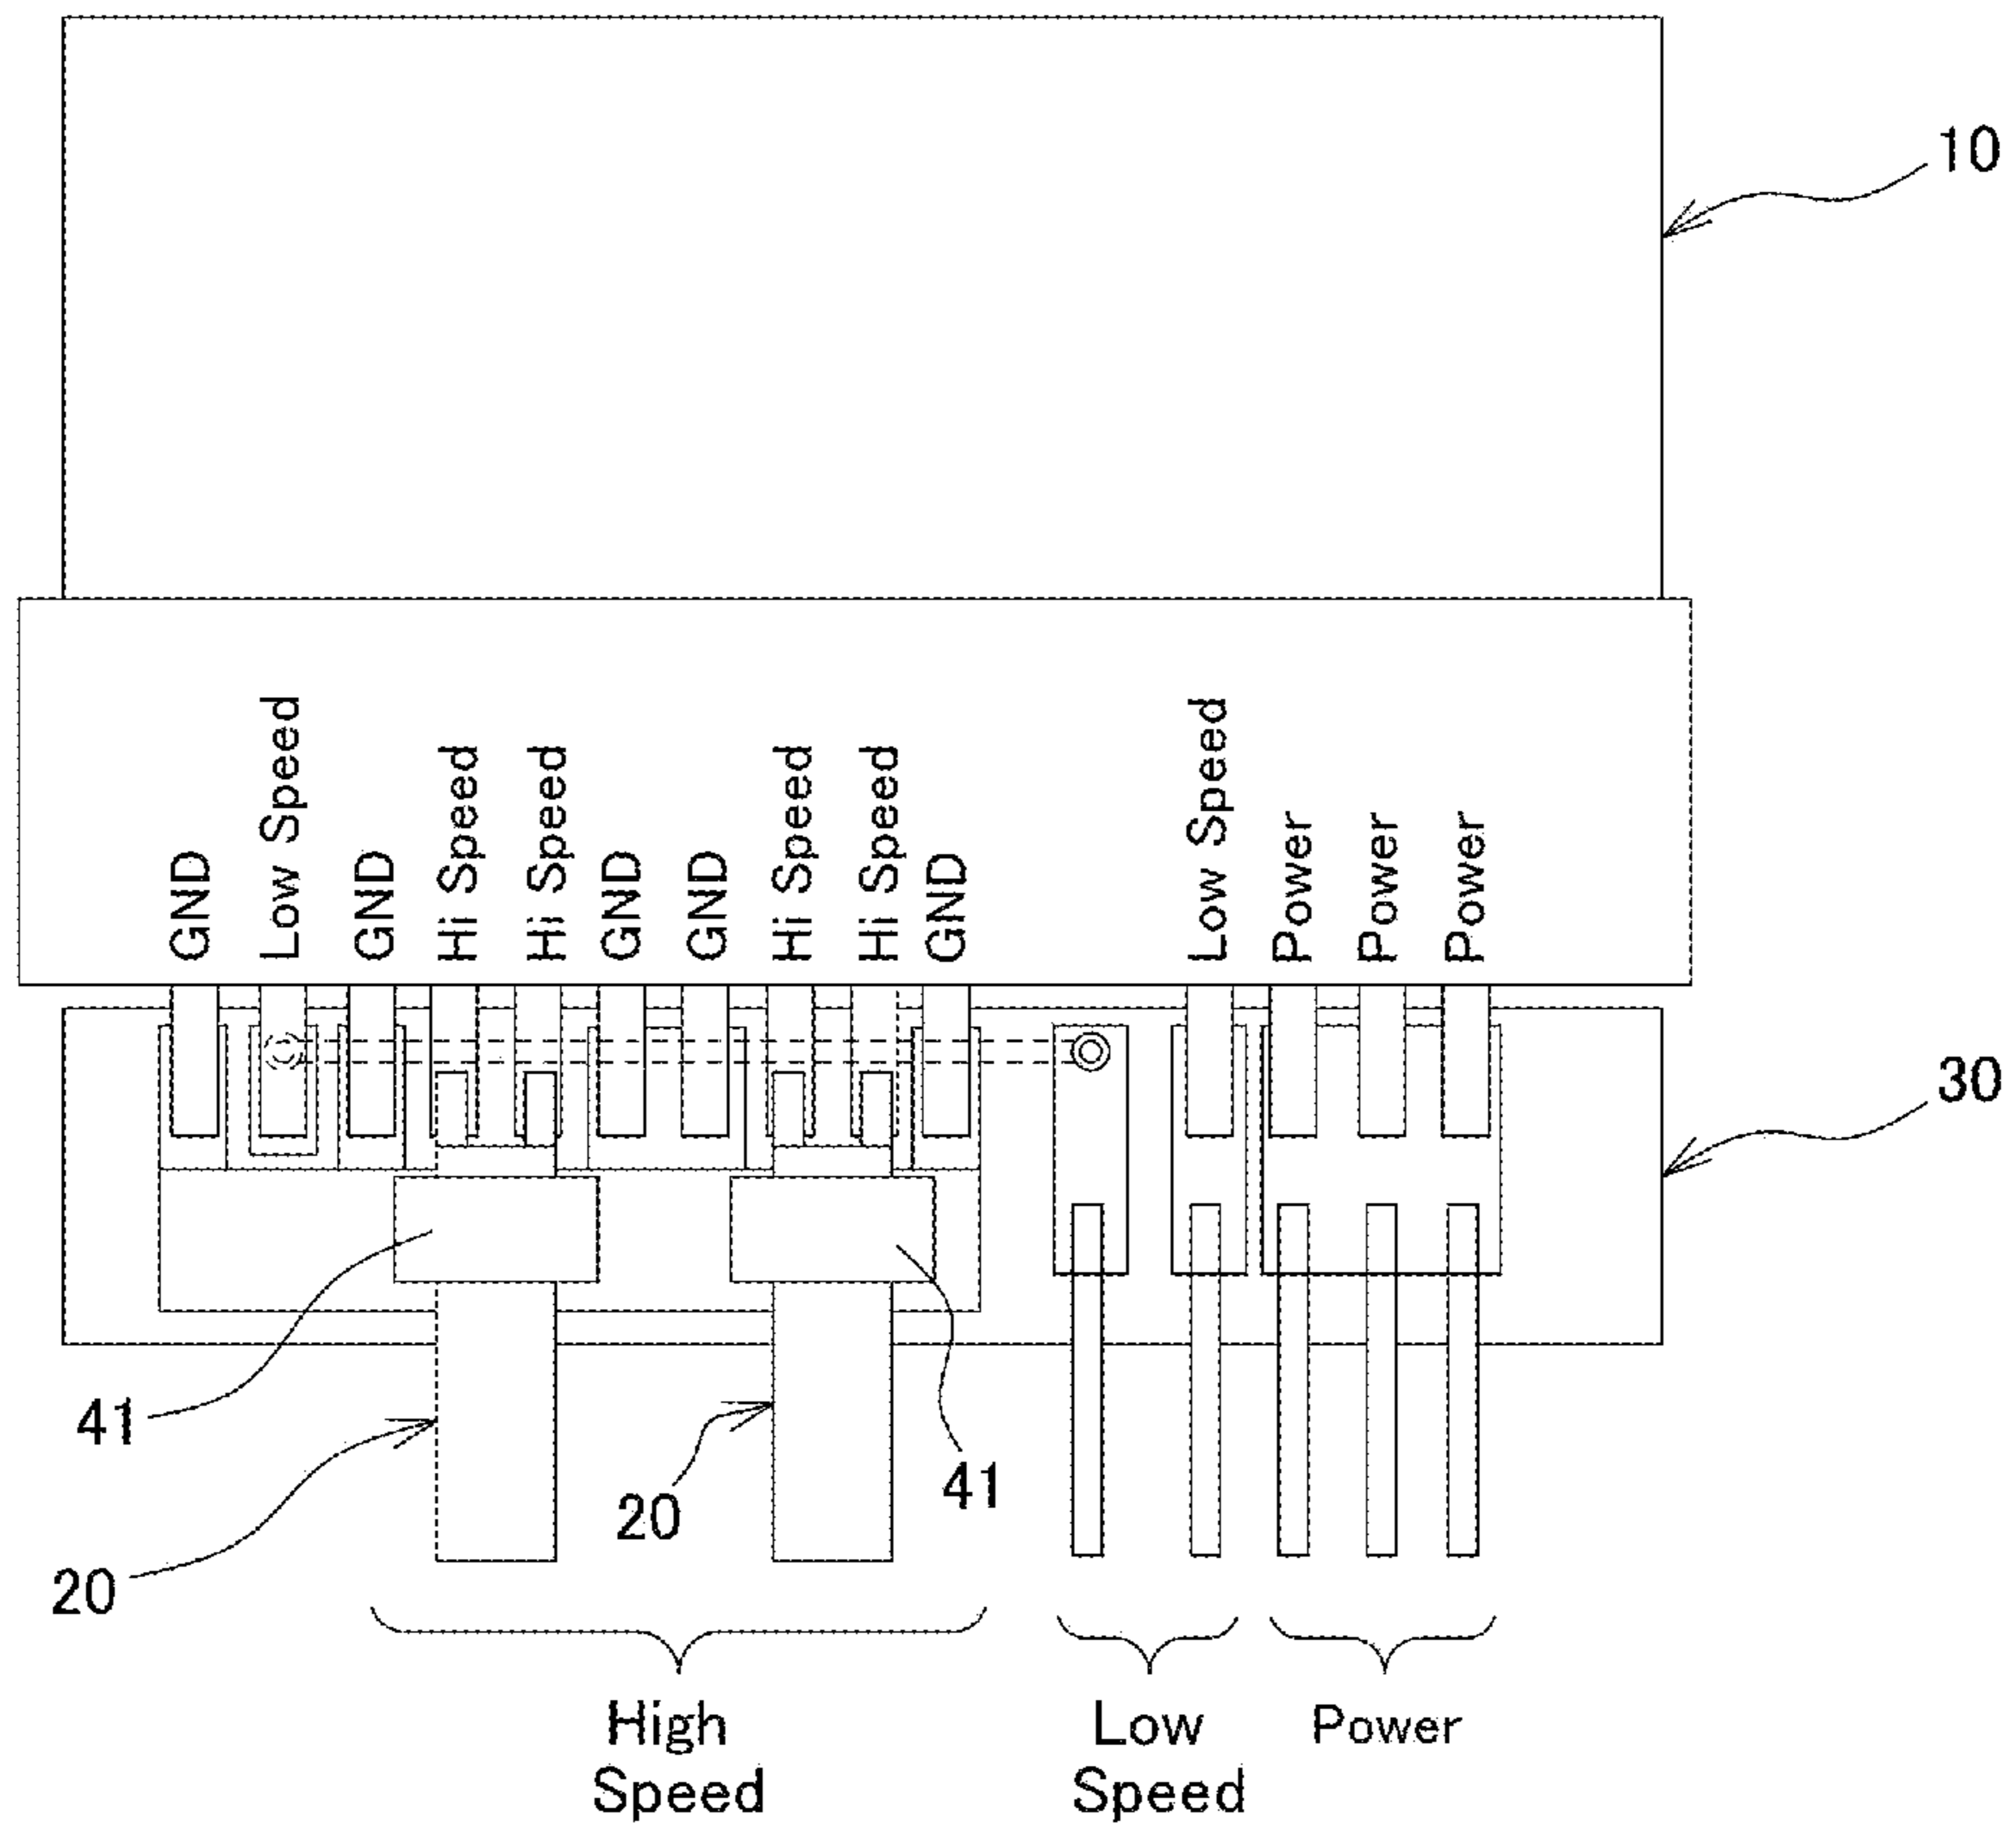 10
GND
Low Speed
GND
Hi Speed
Hi Speed
GND
GND
Hi Speed
Hi Speed
GND
Low Speed
Power
Power
Power
30
41
20
20
41
High
Speed
Low
Speed
Power